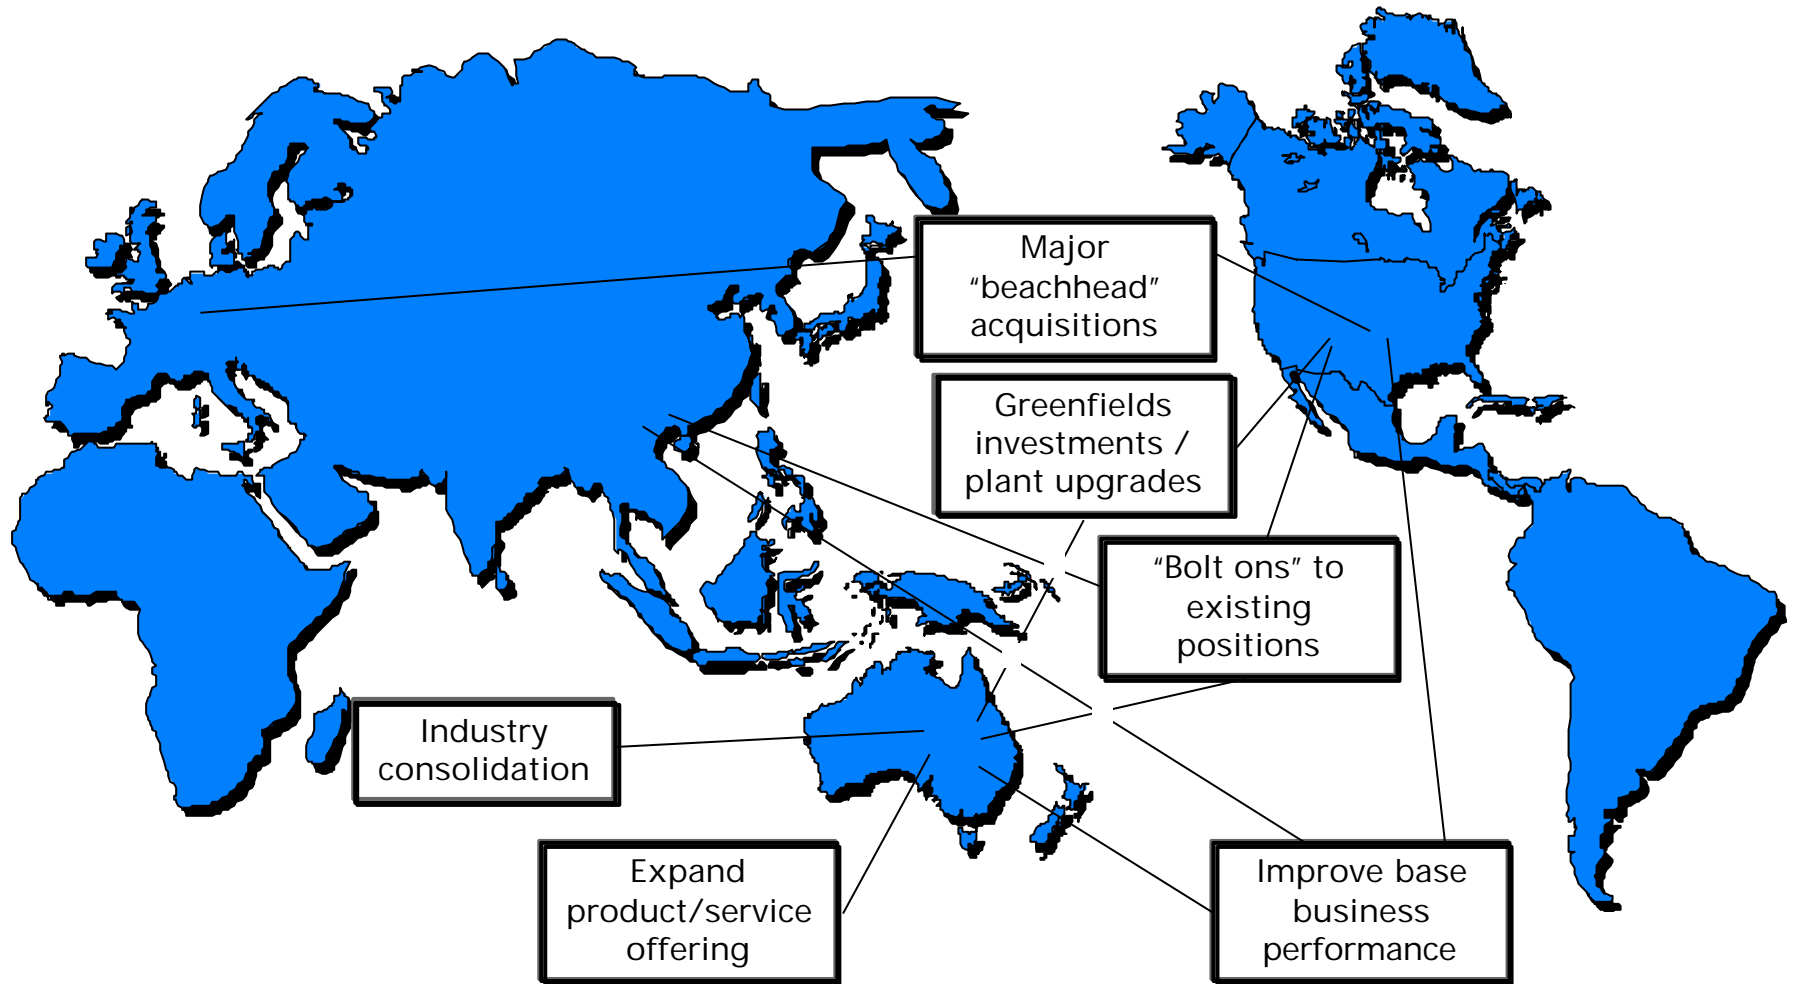 Major
“beachhead”
acquisitions
Greenfields
investments /
plant upgrades
“Bolt ons” to
existing
positions
Industry
consolidation
Expand
product/service
offering
Improve base
business
performance